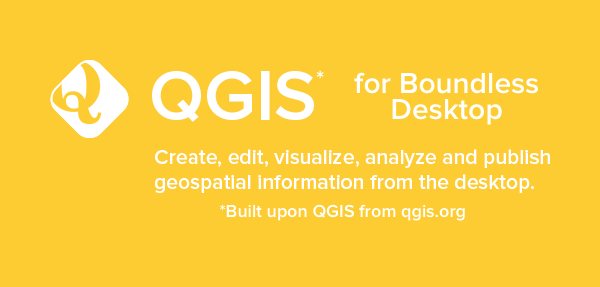 QGIS*
for Boundless
Desktop
Create, edit, visualize, analyze and publish
geospatial information from the desktop.
*Built upon QGIS from qgis.org